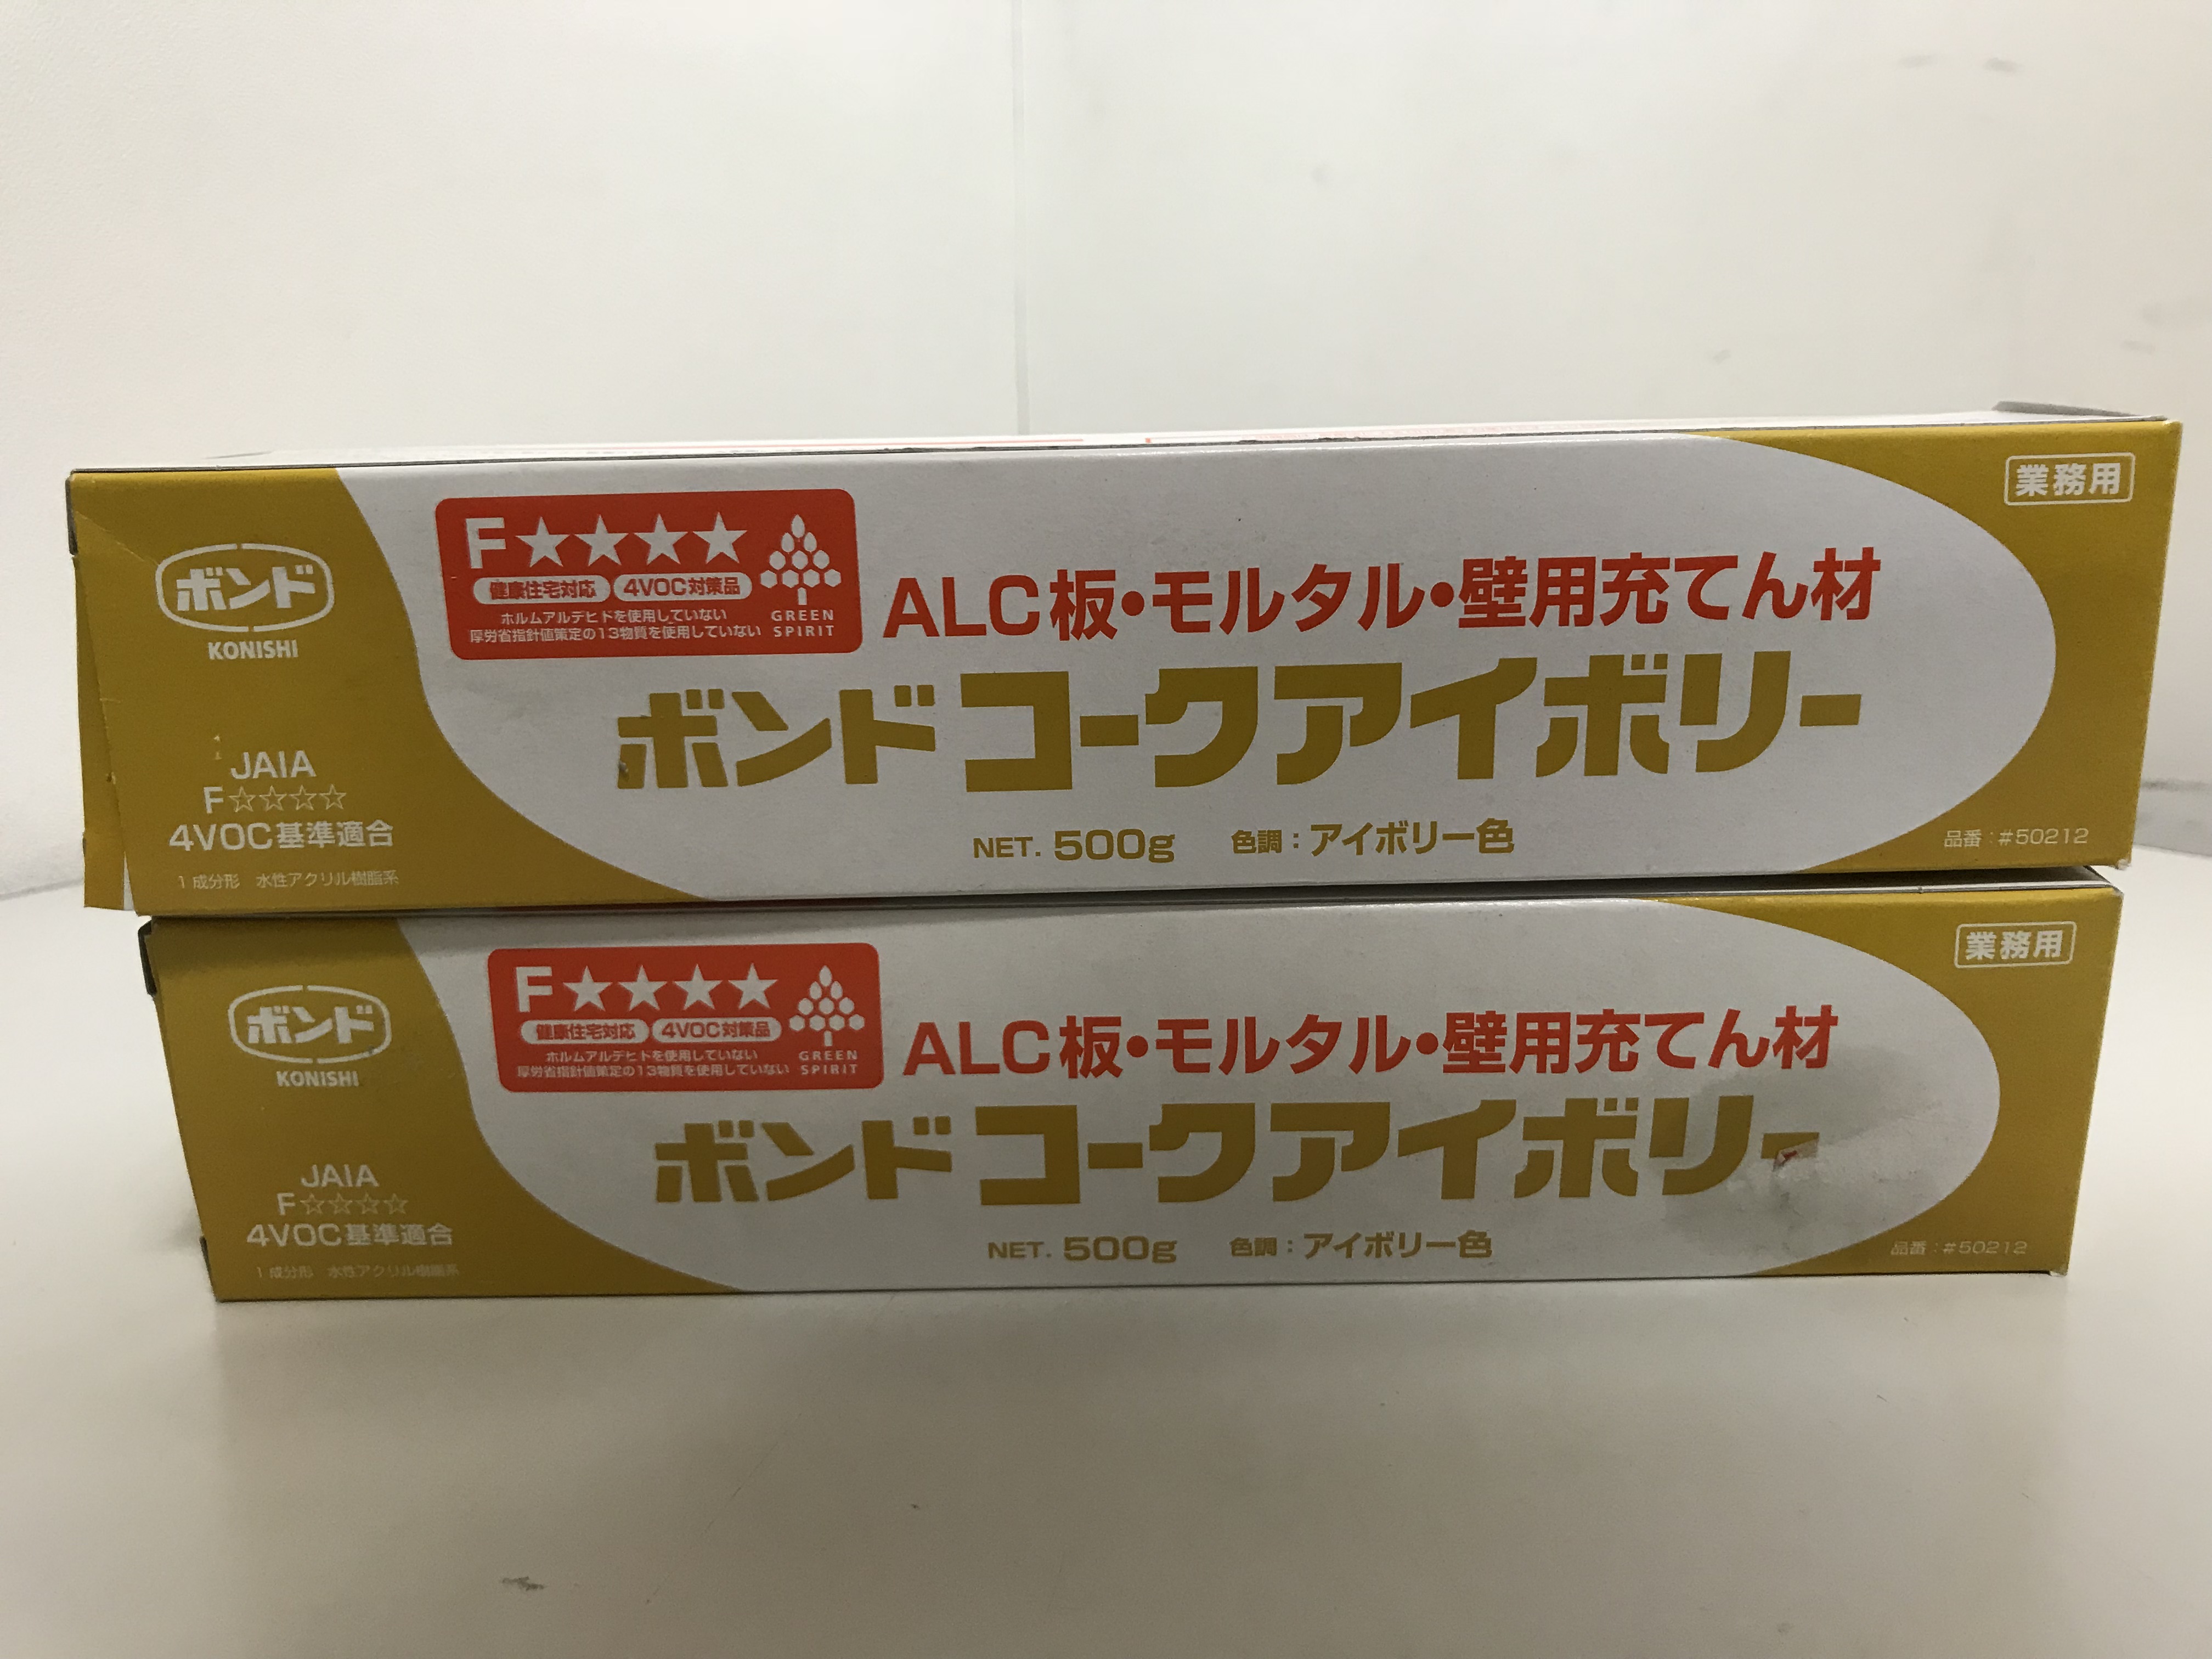 業務用
F★★★★
健康住宅対応 4VOC対策品
ホルムアルデヒドを使用していない
厚労省指針値策定の13物質を使用していない
GREEN
SPIRIT
ALC板・モルタル・壁用充てん材
ボンド
KONISHI
ボンドコークアイボリー
JAIA
F☆☆☆☆
4VOC基準適合
1成分形 水性アクリル樹脂系
NET. 500g 色調：アイボリー色
品番：#50212
業務用
F★★★★
健康住宅対応 4VOC対策品
ホルムアルデヒドを使用していない
厚労省指針値策定の13物質を使用していない
GREEN
SPIRIT
ALC板・モルタル・壁用充てん材
ボンド
KONISHI
ボンドコークアイボリー
JAIA
F☆☆☆☆
4VOC基準適合
1成分形 水性アクリル樹脂系
NET. 500g 色調：アイボリー色
品番：#50212